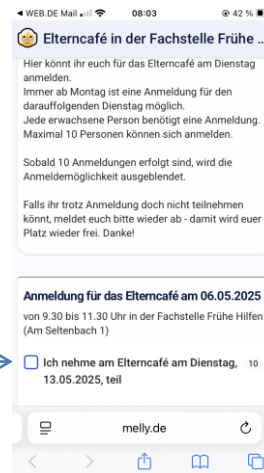 WEB.DE Mail 08:03 42 %
Elterncafé in der Fachstelle Frühe ..
Hier könnt ihr euch für das Elterncafé am Dienstag
anmelden.
Immer ab Montag ist eine Anmeldung für den
darauffolgenden Dienstag möglich.
Jede erwachsene Person benötigt eine Anmeldung.
Maximal 10 Personen können sich anmelden.
Sobald 10 Anmeldungen erfolgt sind, wird die
Anmeldemöglichkeit ausgeblendet.
Falls ihr trotz Anmeldung doch nicht teilnehmen
könnt, meldet euch bitte wieder ab - damit wird euer
Platz wieder frei. Danke!
Anmeldung für das Elterncafé am 06.05.2025
von 9.30 bis 11.30 Uhr in der Fachstelle Frühe Hilfen
(Am Seltenbach 1)
Ich nehme am Elterncafé am Dienstag, 10
13.05.2025, teil
melly.de